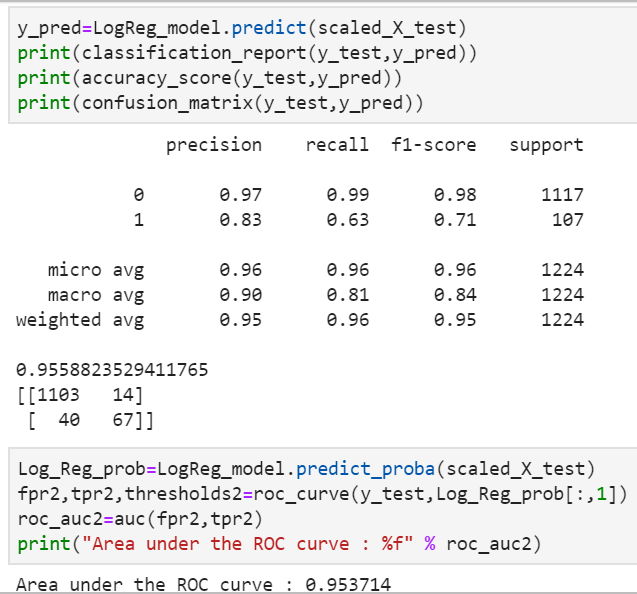 y_pred=LogReg_model.predict(scaled_X_test)
print(classification_report(y_test,y_pred))
print(accuracy_score(y_test,y_pred))
print(confusion_matrix(y_test,y_pred))
precision recall f1-score support
0 0.97 0.99 0.98 1117
1 0.83 0.63 0.71 107
micro avg 0.96 0.96 0.96 1224
macro avg 0.90 0.81 0.84 1224
weighted avg 0.95 0.96 0.95 1224
0.9558823529411765
[[1103 14]
[ 40 67]]
Log_Reg_prob=LogReg_model.predict_proba(scaled_X_test)
fpr2,tpr2,thresholds2=roc_curve(y_test,Log_Reg_prob[:,1])
roc_auc2=auc(fpr2,tpr2)
print("Area under the ROC curve : %f" % roc_auc2)
Area under the ROC curve : 0.953714